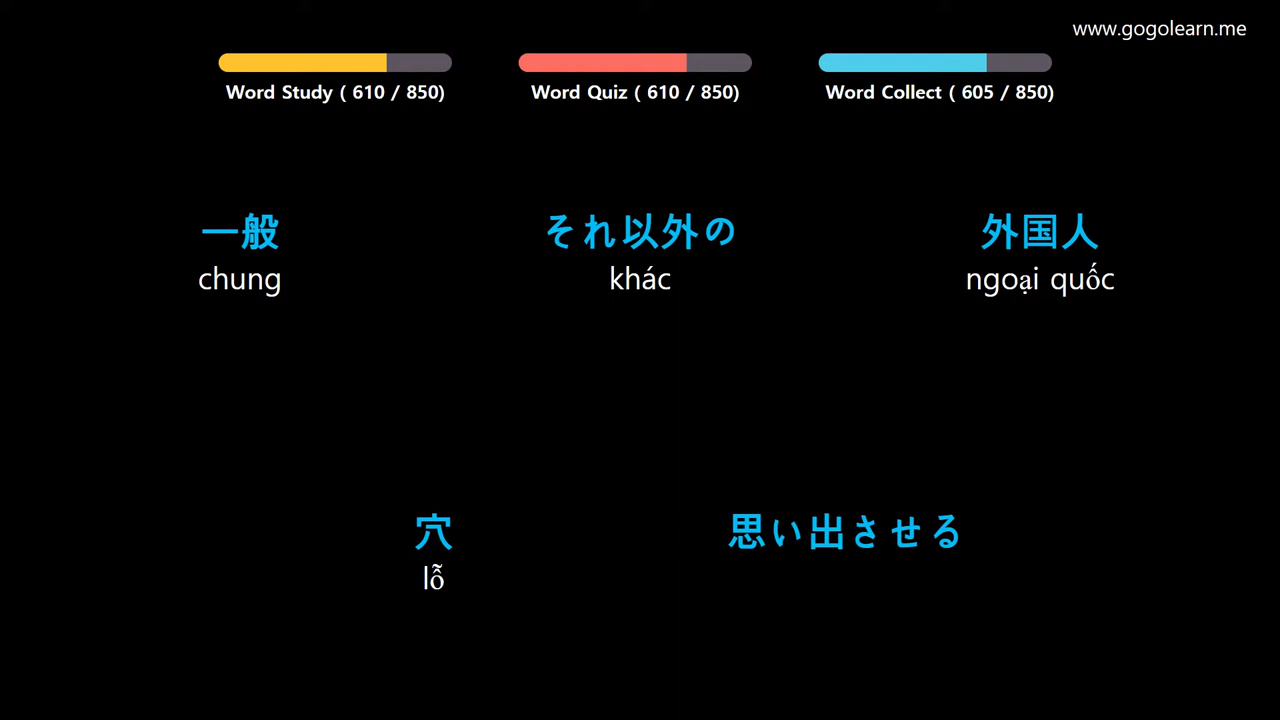 www.gogolearn.me
Word Study ( 610 / 850)
Word Quiz ( 610 / 850)
Word Collect ( 605 / 850)
一般
それ以外の
外国人
chung
khác
ngoại quốc
穴
思い出させる
lỗ